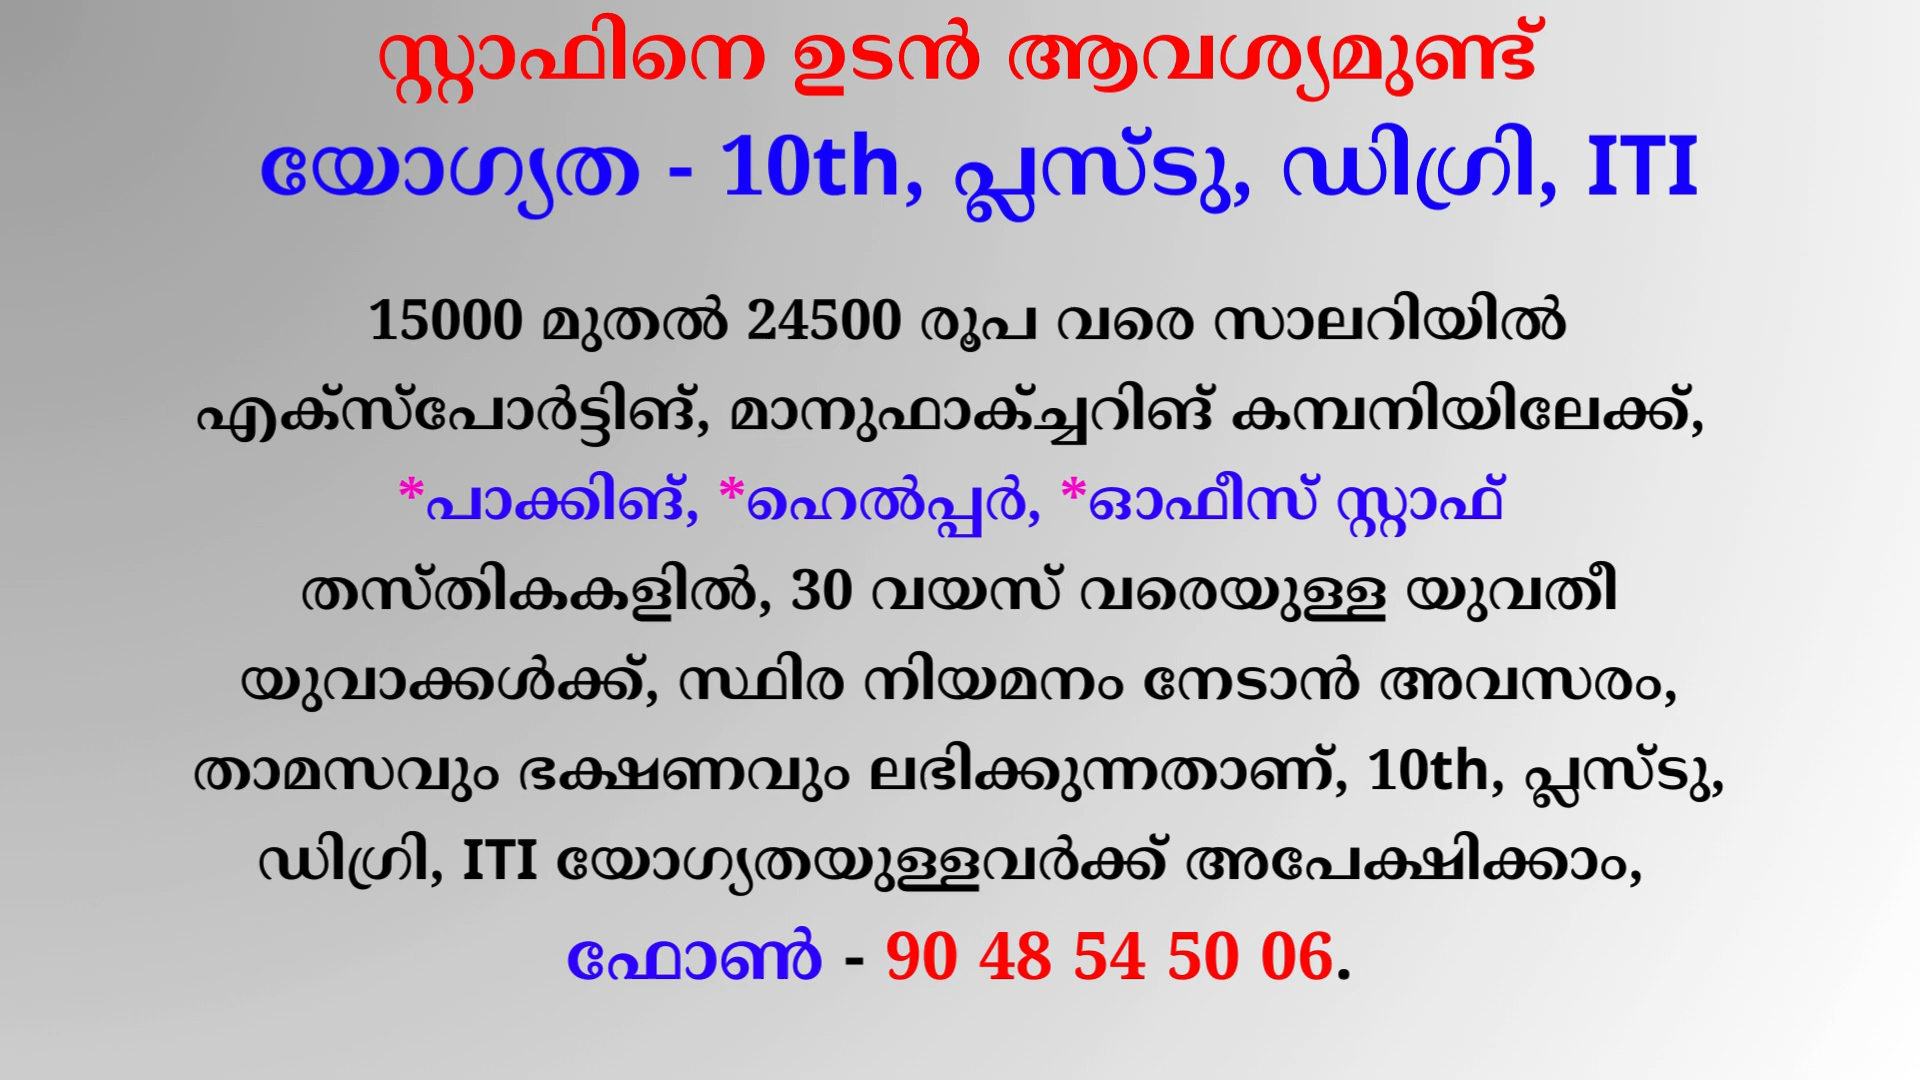 സ്റ്റാഫിനെ ഉടൻ ആവശ്യമുണ്ട്
യോഗ്യത - 10th, പ്ലസ്ടു, ഡിഗ്രി, ITI
15000 മുതൽ 24500 രൂപ വരെ സാലറിയിൽ
എക്സ്പോർട്ടിങ്, മാനുഫാക്ച്ചറിങ് കമ്പനിയിലേക്ക്,
*പാക്കിങ്, *ഹെൽപ്പർ, *ഓഫീസ് സ്റ്റാഫ്
തസ്തികകളിൽ, 30 വയസ് വരെയുള്ള യുവതീ
യുവാക്കൾക്ക്, സ്ഥിര നിയമനം നേടാൻ അവസരം,
താമസവും ഭക്ഷണവും ലഭിക്കുന്നതാണ്, 10th, പ്ലസ്ടു,
ഡിഗ്രി, ITI യോഗ്യതയുള്ളവർക്ക് അപേക്ഷിക്കാം,
ഫോൺ - 90 48 54 50 06.